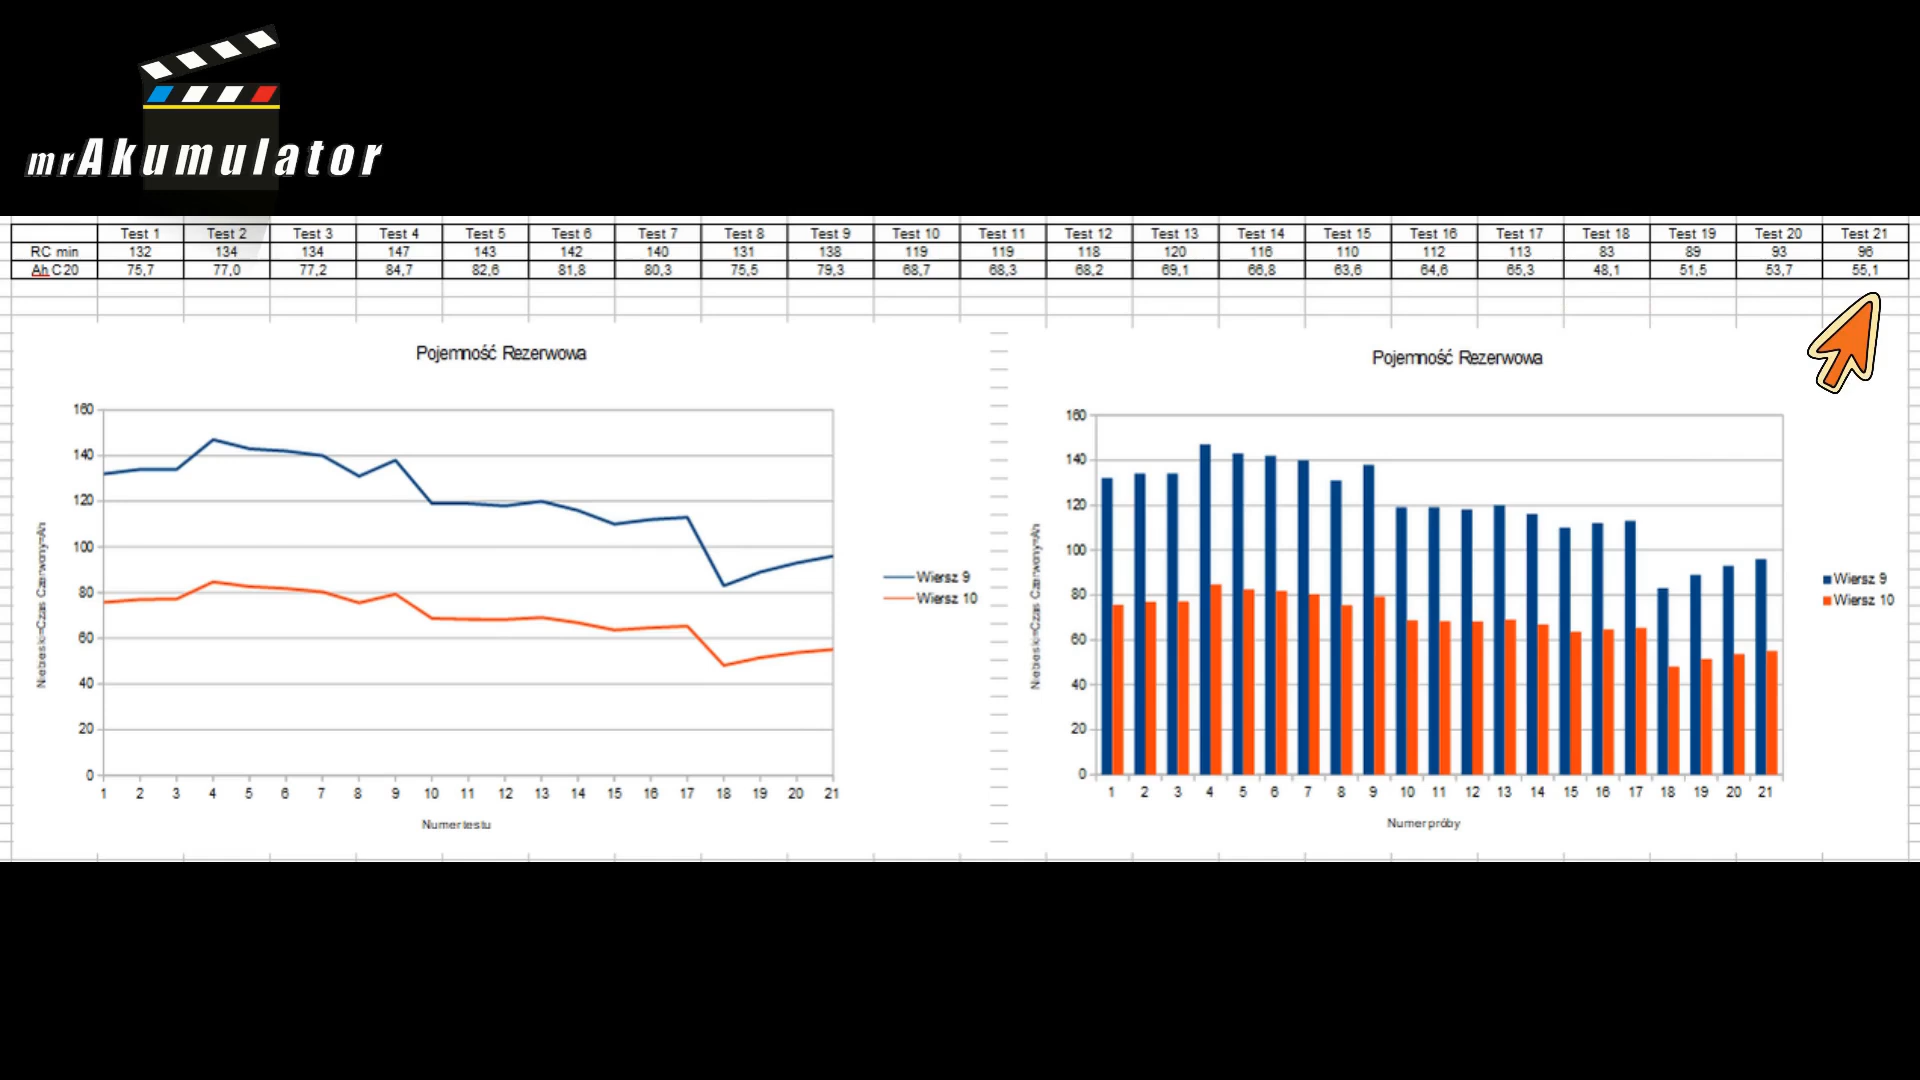 mrAkumulator
Test 1 Test 2 Test 3 Test 4 Test 5 Test 6 Test 7 Test 8 Test 9 Test 10 Test 11 Test 12 Test 13 Test 14 Test 15 Test 16 Test 17 Test 18 Test 19 Test 20 Test 21
RC min 132 134 134 147 143 142 140 131 138 119 119 118 120 116 110 112 113 83 89 93 96
Ah C20 75,7 77,0 77,2 84,7 82,6 81,8 80,3 75,5 79,3 68,7 68,3 68,2 69,1 66,8 63,6 64,6 65,3 48,1 51,5 53,7 55,1
Pojemność Rezerwowa
160
140
120
100
80
60
40
20
0
1 2 3 4 5 6 7 8 9 10 11 12 13 14 15 16 17 18 19 20 21
Numer testu
Niebieski=Czas Czerwony=Ah
Wiersz 9
Wiersz 10
Pojemność Rezerwowa
160
140
120
100
80
60
40
20
0
1 2 3 4 5 6 7 8 9 10 11 12 13 14 15 16 17 18 19 20 21
Numer próby
Niebieski=Czas Czerwony=Ah
Wiersz 9
Wiersz 10